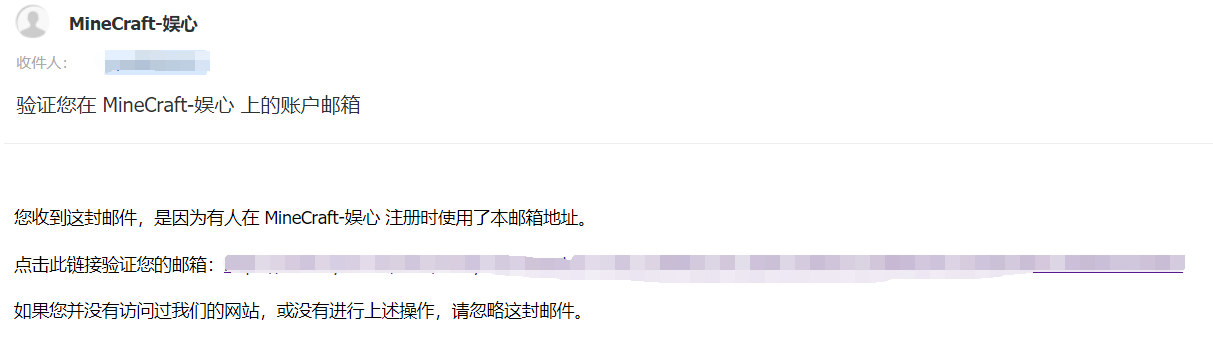 MineCraft-娱心
收件人：
验证您在 MineCraft-娱心 上的账户邮箱
您收到这封邮件，是因为有人在 MineCraft-娱心 注册时使用了本邮箱地址。
点击此链接验证您的邮箱：
如果您并没有访问过我们的网站，或没有进行上述操作，请忽略这封邮件。